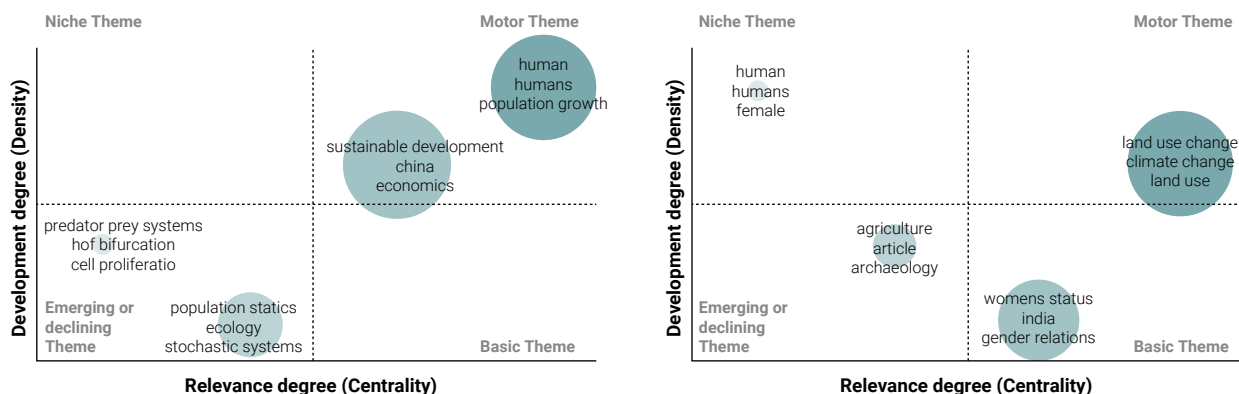 Niche Theme
Motor Theme
human
humans
population growth
sustainable development
china
economics
predator prey systems
hof bifurcation
cell proliferatio
population statics
ecology
stochastic systems
Emerging or
declining
Theme
Basic Theme
Development degree (Density)
Relevance degree (Centrality)
Niche Theme
Motor Theme
human
humans
female
land use change
climate change
land use
agriculture
article
archaeology
womens status
india
gender relations
Emerging or
declining
Theme
Basic Theme
Development degree (Density)
Relevance degree (Centrality)